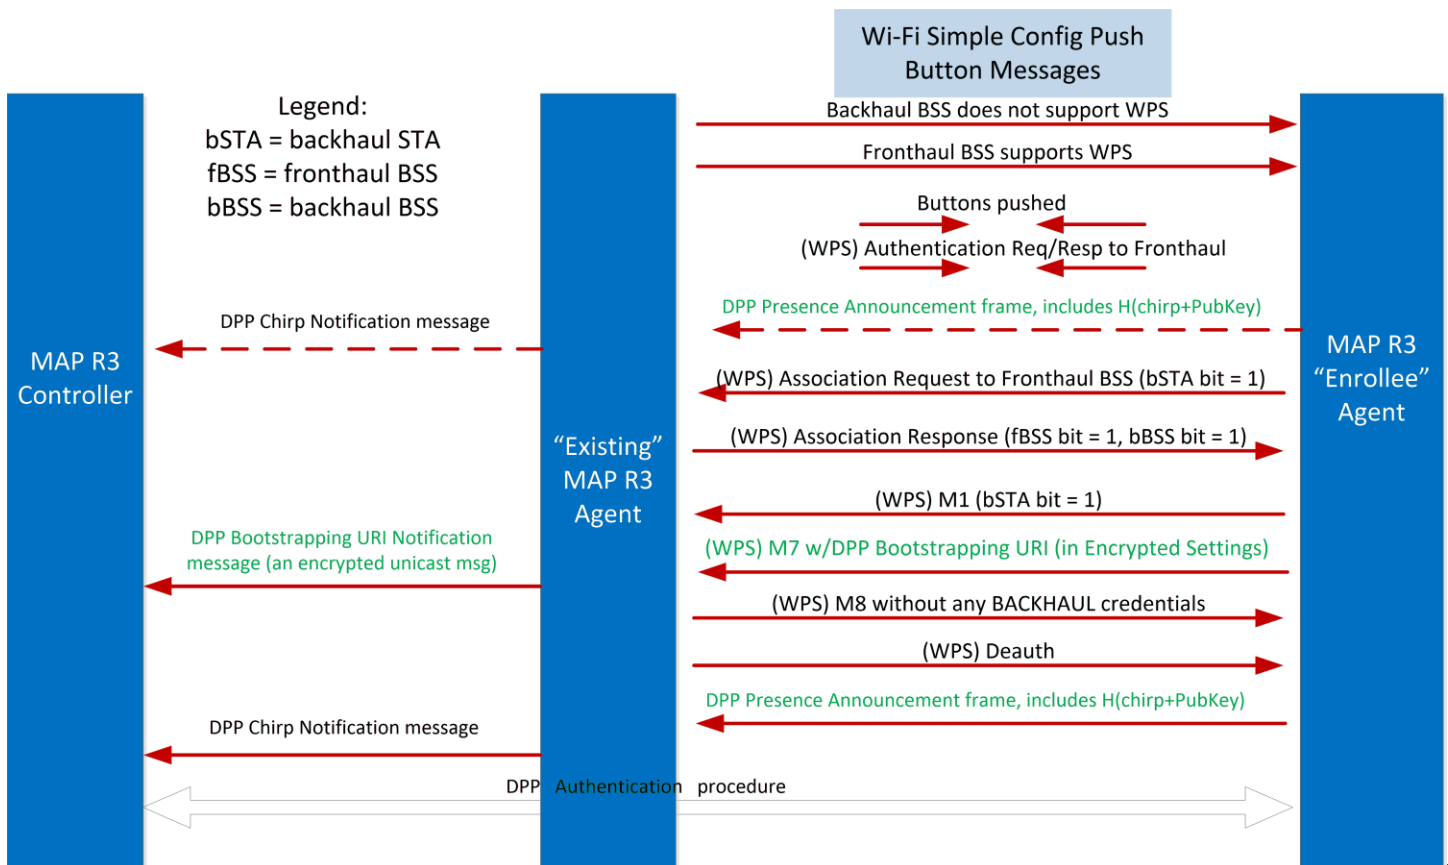 Wi-Fi Simple Config Push
Button Messages
Legend:
bSTA = backhaul STA
fBSS = fronthaul BSS
bBSS = backhaul BSS
Backhaul BSS does not support WPS
Fronthaul BSS supports WPS
Buttons pushed
(WPS) Authentication Req/Resp to Fronthaul
DPP Presence Announcement frame, includes H(chirp+PubKey)
DPP Chirp Notification message
MAP R3
Controller
MAP R3
“Enrollee”
Agent
(WPS) Association Request to Fronthaul BSS (bSTA bit = 1)
(WPS) Association Response (fBSS bit = 1, bBSS bit = 1)
“Existing”
MAP R3
Agent
(WPS) M1 (bSTA bit = 1)
DPP Bootstrapping URI Notification
message (an encrypted unicast msg)
(WPS) M7 w/DPP Bootstrapping URI (in Encrypted Settings)
(WPS) M8 without any BACKHAUL credentials
(WPS) Deauth
DPP Presence Announcement frame, includes H(chirp+PubKey)
DPP Chirp Notification message
DPP Authentication procedure